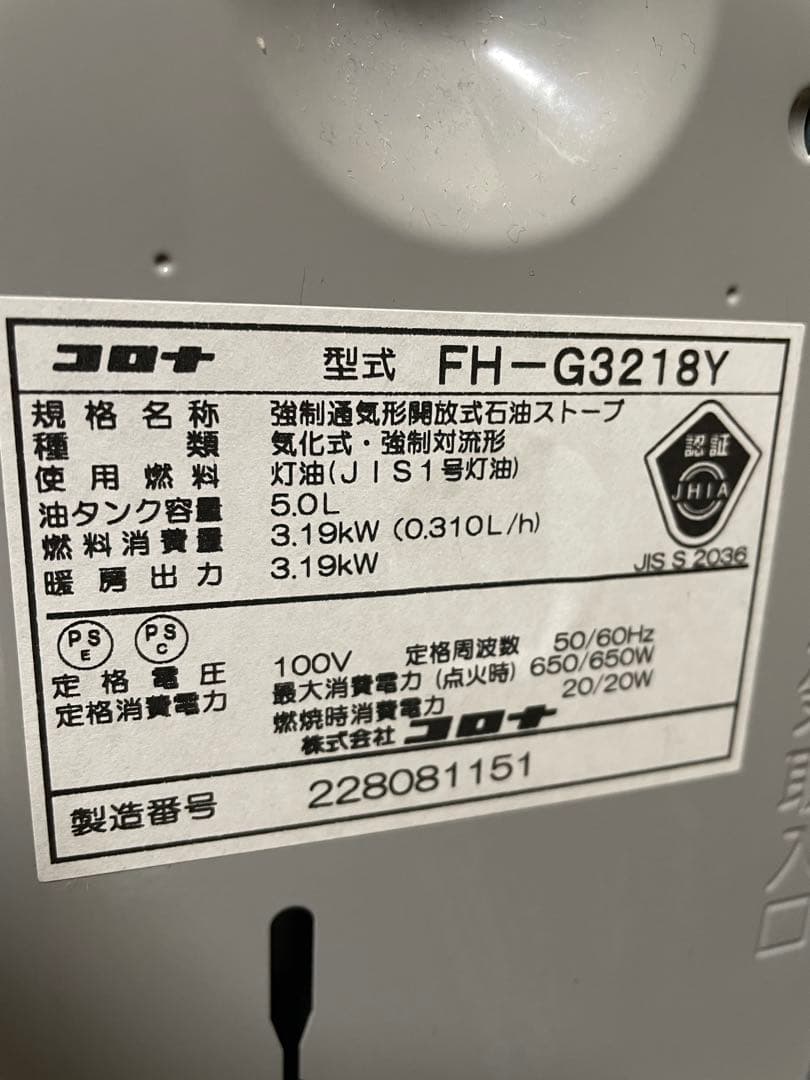 コロナ 型式 FH-G3218Y
規格名称 強制通気形開放式石油ストーブ
種類 気化式・強制対流形
使用燃料 灯油(JIS1号灯油)
油タンク容量 5.0L
燃料消費量 3.19kW (0.310L/h)
暖房出力 3.19kW
認証
JHIA
JIS S 2036
PS E PS C
定格電圧 100V 定格周波数 50/60Hz
定格消費電力 最大消費電力(点火時) 650/650W
燃焼時消費電力 20/20W
株式会社 コロナ
製造番号 228081151
入口